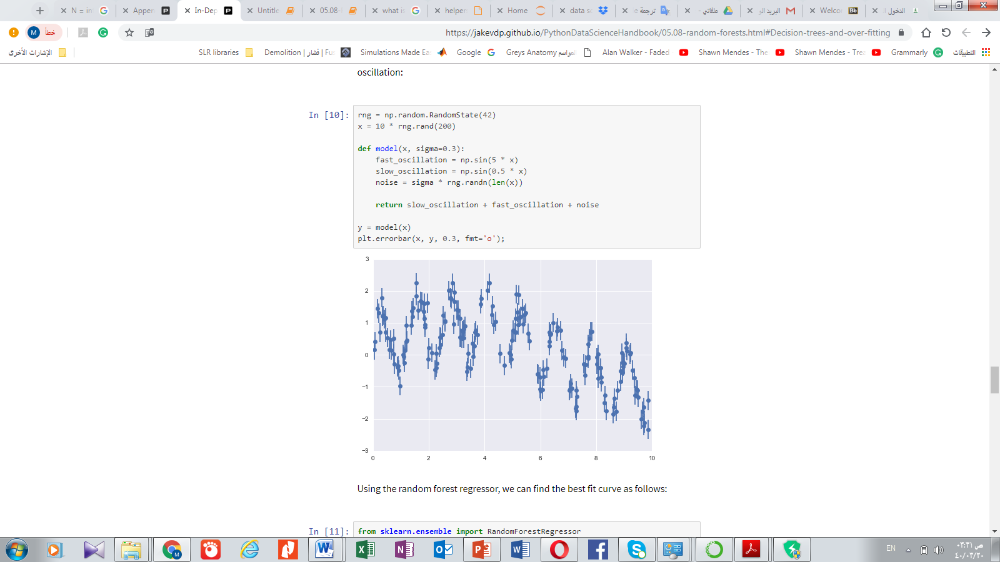 N = in
Appen
In-Dep
Untitle
05.08-
what is
helper
Home
data sc
ترجمة
ملفاتي -
البريد الو
Welco
الدخول
M
خطأ
https://jakevdp.github.io/PythonDataScienceHandbook/05.08-random-forests.html#Decision-trees-and-over-fitting
الإشارات الأخرى
SLR libraries
Demolition | فشار | Fu
Simulations Made Ea
Google
Greys Anatomy مواسم
Alan Walker - Faded
Shawn Mendes - The
Shawn Mendes - Trea
Grammarly
التطبيقات
oscillation:
In [10]:
rng = np.random.RandomState(42)
x = 10 * rng.rand(200)
def model(x, sigma=0.3):
fast_oscillation = np.sin(5 * x)
slow_oscillation = np.sin(0.5 * x)
noise = sigma * rng.randn(len(x))
return slow_oscillation + fast_oscillation + noise
y = model(x)
plt.errorbar(x, y, 0.3, fmt='o');
3
2
1
0
−1
−2
−3
0 2 4 6 8 10
Using the random forest regressor, we can find the best fit curve as follows:
In [11]:
from sklearn.ensemble import RandomForestRegressor
EN
ص ٠٣:٣١
٤٠/٠٣/٢٠